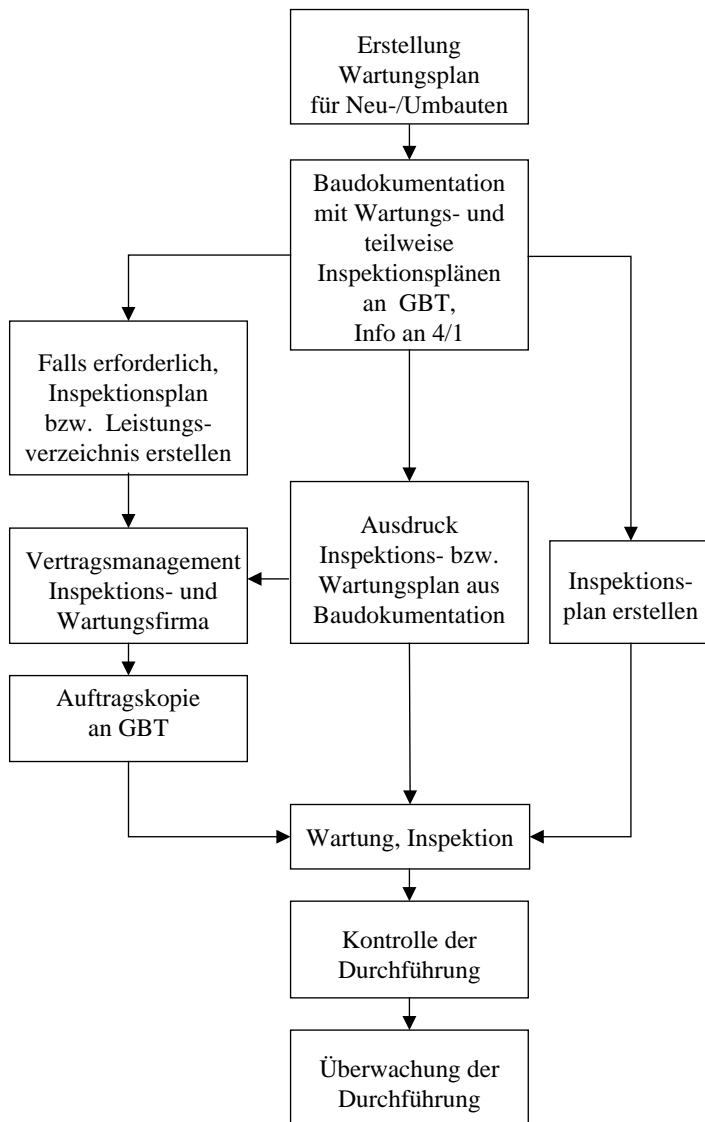 Erstellung
Wartungsplan
für Neu-/Umbauten
Baudokumentation
mit Wartungs- und
teilweise
Inspektionsplänen
an GBT,
Info an 4/1
Falls erforderlich,
Inspektionsplan
bzw. Leistungs-
verzeichnis erstellen
Ausdruck
Inspektions- bzw.
Wartungsplan aus
Baudokumentation
Vertragsmanagement
Inspektions- und
Wartungsfirma
Inspektions-
plan erstellen
Auftragskopie
an GBT
Wartung, Inspektion
Kontrolle der
Durchführung
Überwachung der
Durchführung